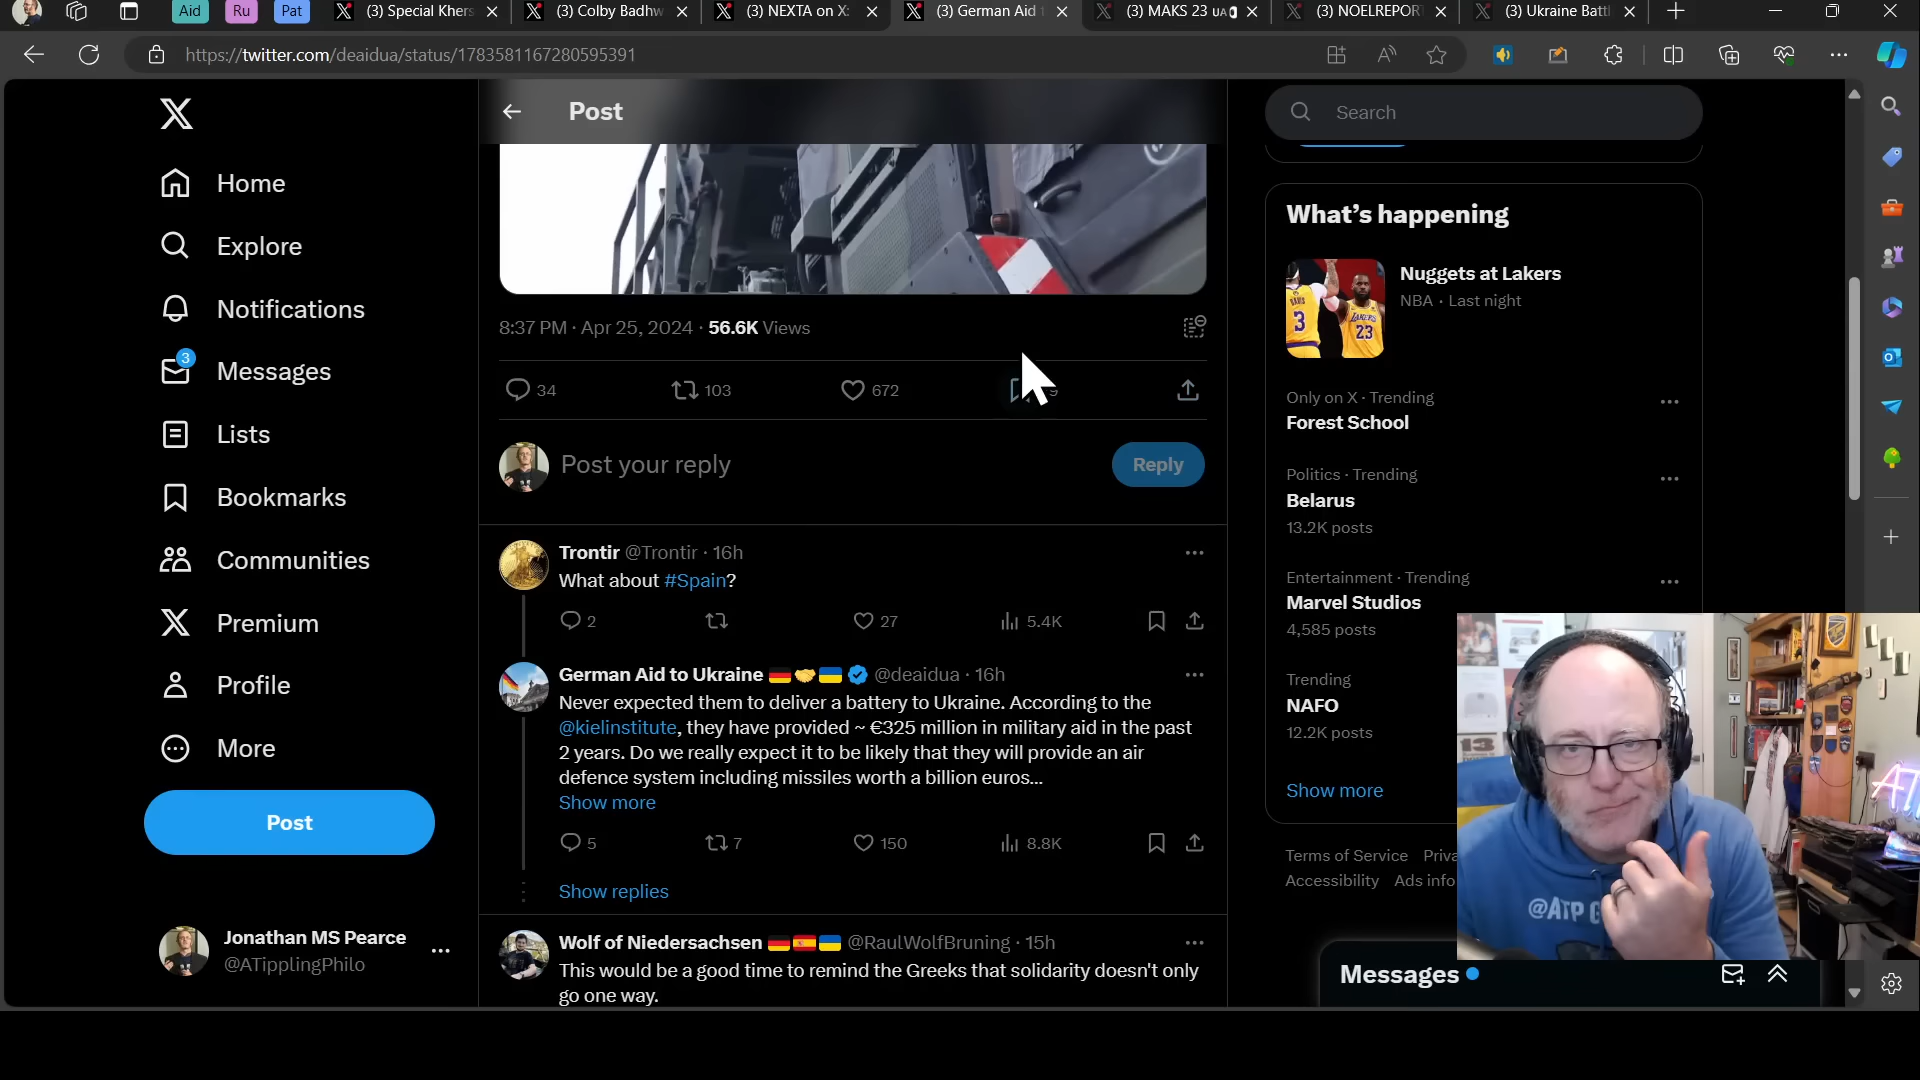 Aid
Ru
Pat
(3) Special Khers
(3) Colby Badhw
(3) NEXTA on X:
(3) German Aid
(3) MAKS 23
(3) NOELREPOR
(3) Ukraine Batt
https://twitter.com/deaidua/status/1783581167280595391
Home
Explore
Notifications
3
Messages
Lists
Bookmarks
Communities
Premium
Profile
More
Post
Jonathan MS Pearce
@ATipplingPhilo
Post
8:37 PM · Apr 25, 2024 · 56.6K Views
34
103
672
Post your reply
Reply
Trontir @Trontir · 16h
What about #Spain?
2
27
5.4K
German Aid to Ukraine @deaidua · 16h
Never expected them to deliver a battery to Ukraine. According to the
@kielinstitute, they have provided ~ €325 million in military aid in the past
2 years. Do we really expect it to be likely that they will provide an air
defence system including missiles worth a billion euros...
Show more
5
7
150
8.8K
Show replies
Wolf of Niedersachsen @RaulWolfBruning · 15h
This would be a good time to remind the Greeks that solidarity doesn't only
go one way.
Search
What's happening
Nuggets at Lakers
NBA · Last night
Only on X · Trending
Forest School
Politics · Trending
Belarus
13.2K posts
Entertainment · Trending
Marvel Studios
4,585 posts
Trending
NAFO
12.2K posts
Show more
Terms of Service
Accessibility Ads info
@ATP
Messages